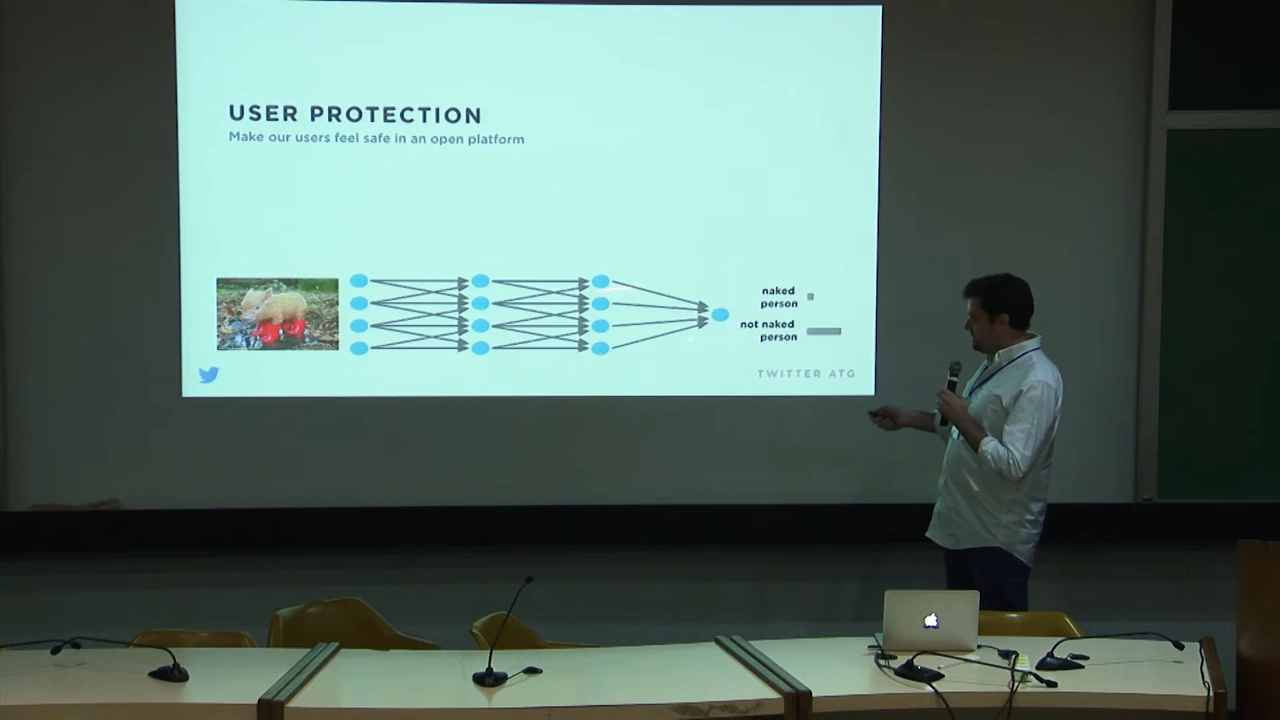 USER PROTECTION
Make our users feel safe in an open platform
naked
person
not naked
person
TWITTER ATG